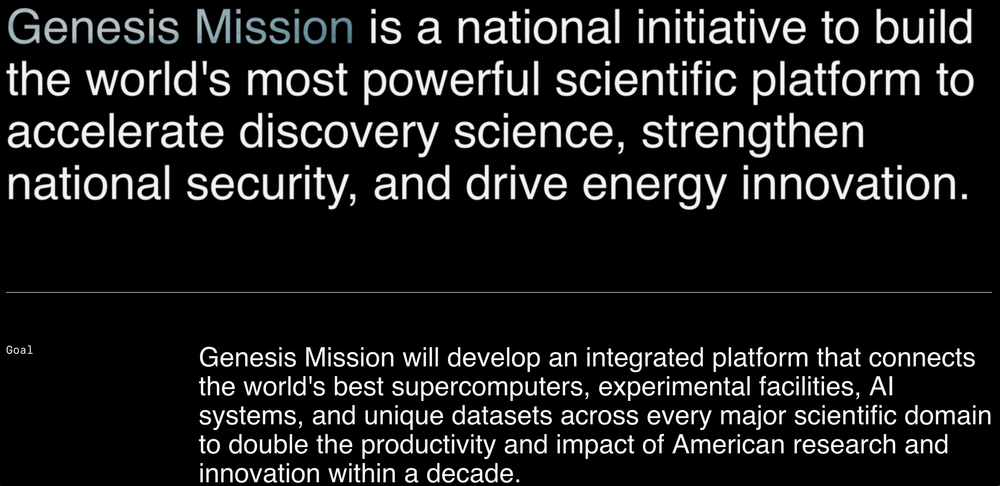 Genesis Mission is a national initiative to build
the world's most powerful scientific platform to
accelerate discovery science, strengthen
national security, and drive energy innovation.
Goal
Genesis Mission will develop an integrated platform that connects
the world's best supercomputers, experimental facilities, AI
systems, and unique datasets across every major scientific domain
to double the productivity and impact of American research and
innovation within a decade.